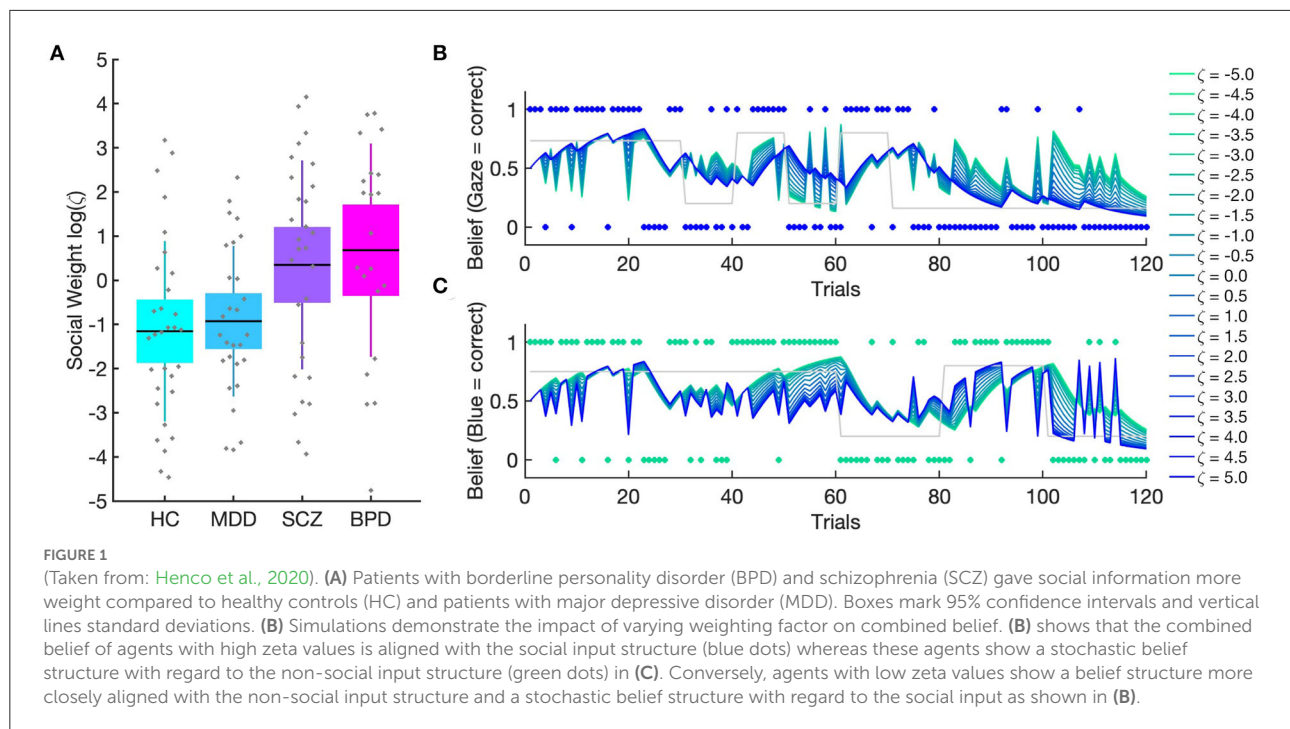 A
5
4
3
2
1
0
-1
-2
-3
-4
-5
Social Weight log(ζ)
HC MDD SCZ BPD
B
1
0.5
0
Belief (Gaze = correct)
0 20 40 60 80 100 120
Trials
C
1
0.5
0
Belief (Blue = correct)
0 20 40 60 80 100 120
Trials
ζ = -5.0
ζ = -4.5
ζ = -4.0
ζ = -3.5
ζ = -3.0
ζ = -2.5
ζ = -2.0
ζ = -1.5
ζ = -1.0
ζ = -0.5
ζ = 0.0
ζ = 0.5
ζ = 1.0
ζ = 1.5
ζ = 2.0
ζ = 2.5
ζ = 3.0
ζ = 3.5
ζ = 4.0
ζ = 4.5
ζ = 5.0
FIGURE 1
(Taken from: Henco et al., 2020). (A) Patients with borderline personality disorder (BPD) and schizophrenia (SCZ) gave social information more
weight compared to healthy controls (HC) and patients with major depressive disorder (MDD). Boxes mark 95% confidence intervals and vertical
lines standard deviations. (B) Simulations demonstrate the impact of varying weighting factor on combined belief. (B) shows that the combined
belief of agents with high zeta values is aligned with the social input structure (blue dots) whereas these agents show a stochastic belief
structure with regard to the non-social input structure (green dots) in (C). Conversely, agents with low zeta values show a belief structure more
closely aligned with the non-social input structure and a stochastic belief structure with regard to the social input as shown in (B).